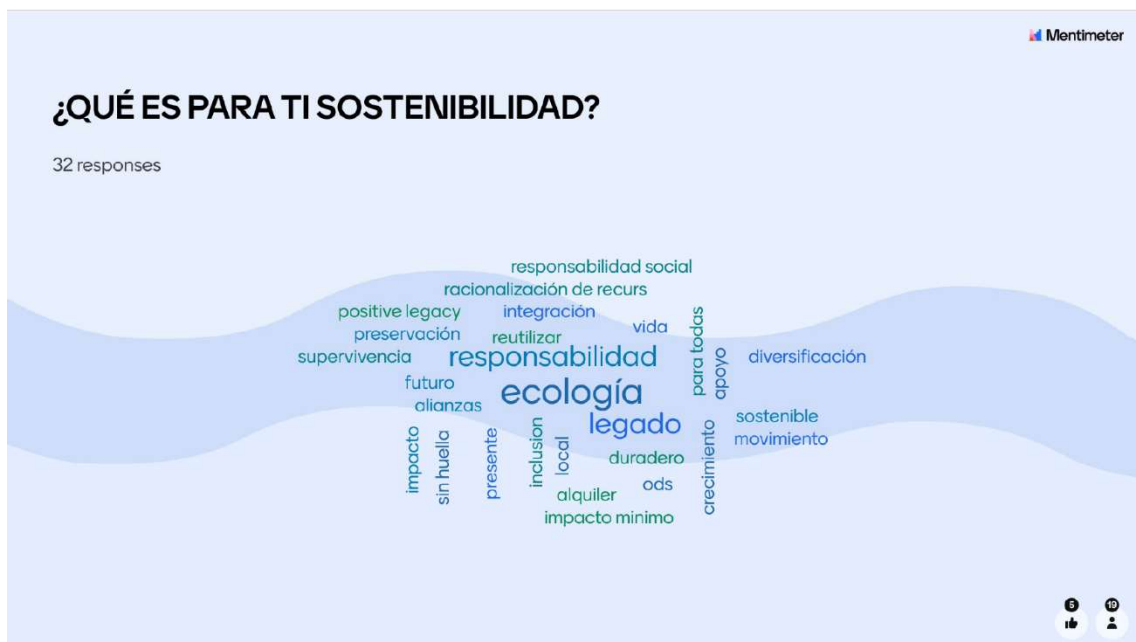 Mentimeter
¿QUÉ ES PARA TI SOSTENIBILIDAD?
32 responses
responsabilidad social
racionalización de recurs
positive legacy
integración
preservación
reutilizar
vida
supervivencia
responsabilidad
para todas
apoyo
diversificación
futuro
ecología
alianzas
legado
sostenible
movimiento
impacto
sin huella
presente
inclusion
local
duradero
crecimiento
ods
alquiler
impacto minimo
5
19